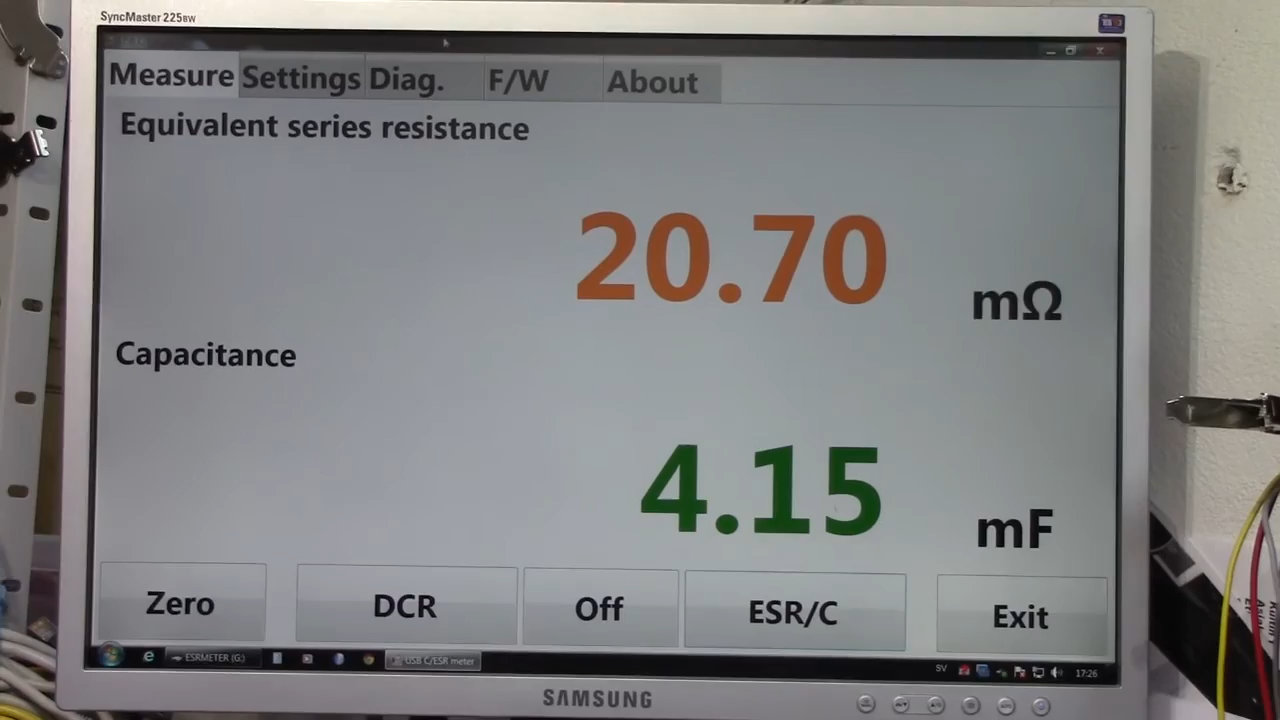 SyncMaster 225BW
Measure Settings Diag. F/W About
Equivalent series resistance
20.70 mΩ
Capacitance
4.15 mF
Zero DCR Off ESR/C Exit
ESRMETER (G:) USB C/ESR meter SV 17:26
SAMSUNG